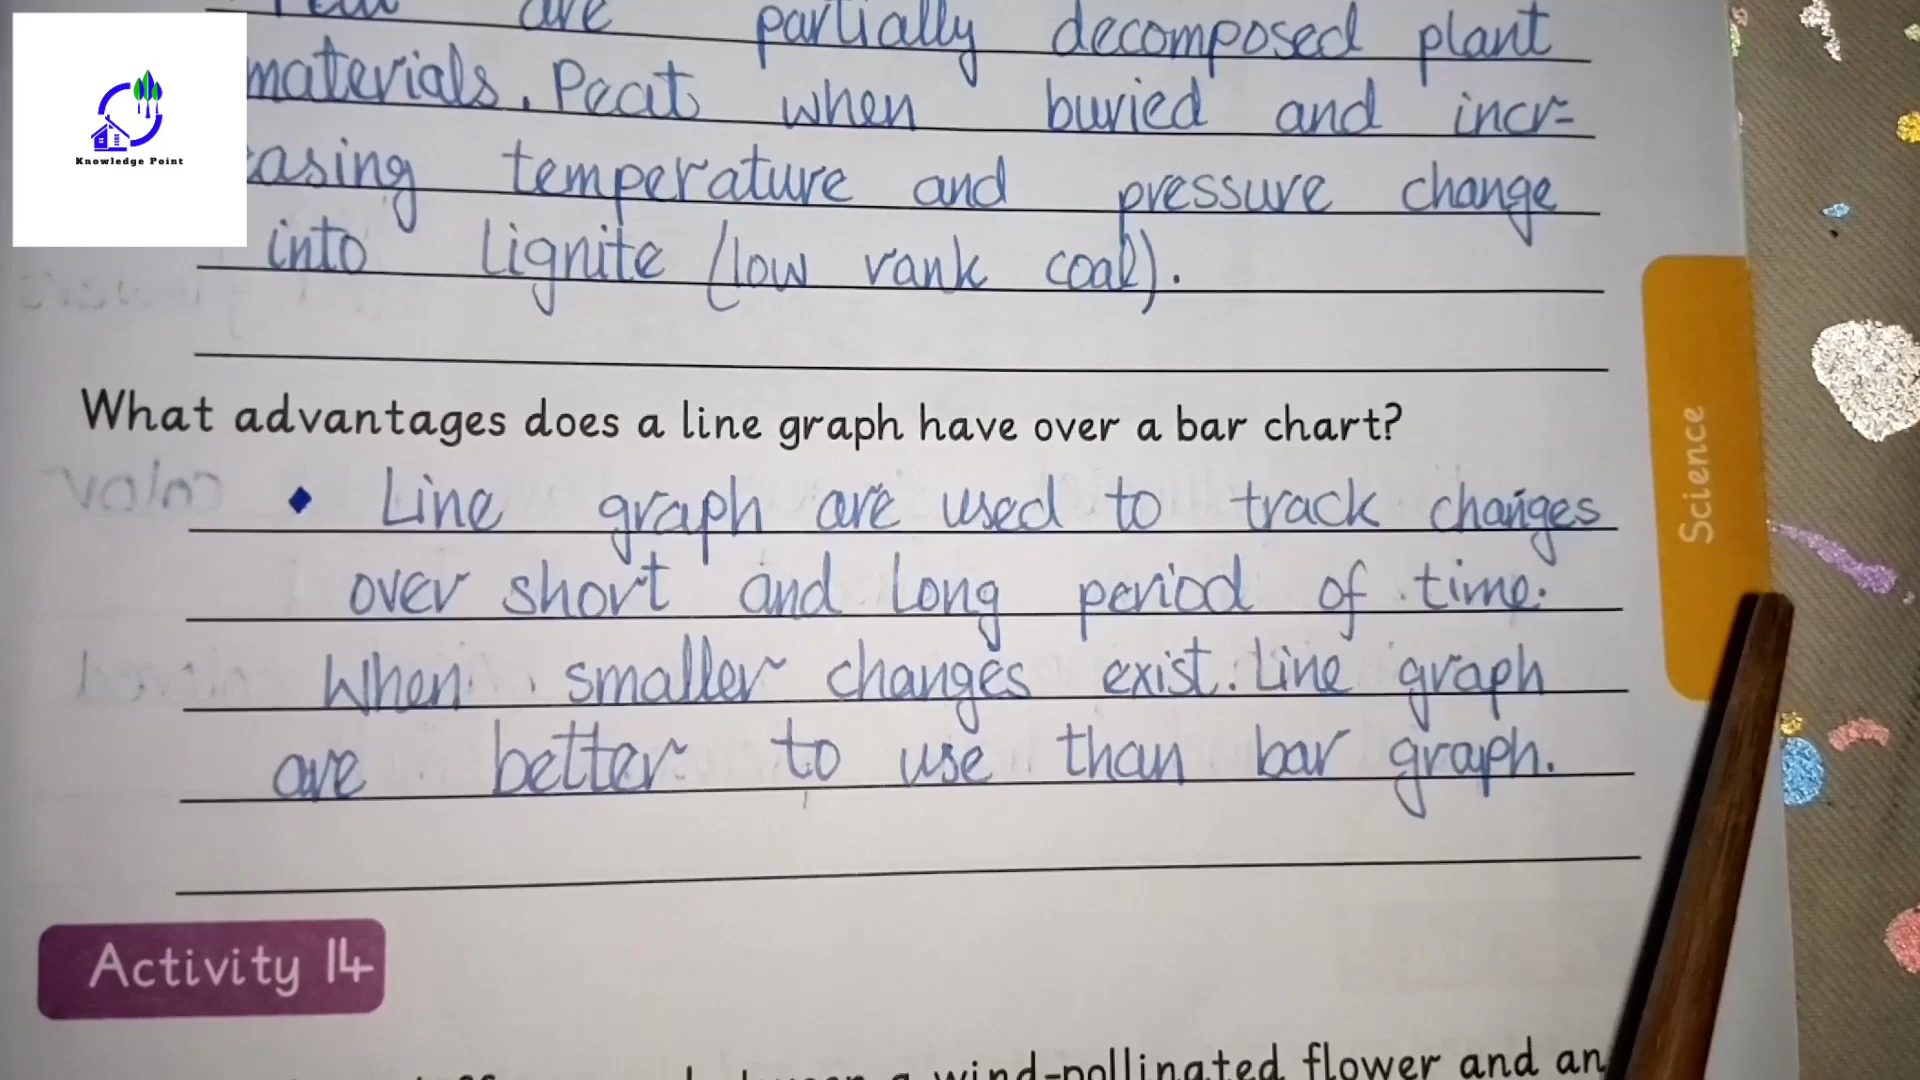 are partially decomposed plant
Knowledge Point
materials. Peat when buried and incr-
easing temperature and pressure change
into Lignite (low rank coal).
What advantages does a line graph have over a bar chart?
Line graph are used to track changes
over short and long period of time.
When smaller changes exist. Line graph
are better to use than bar graph.
Science
Activity 14
a wind-pollinated flower and an